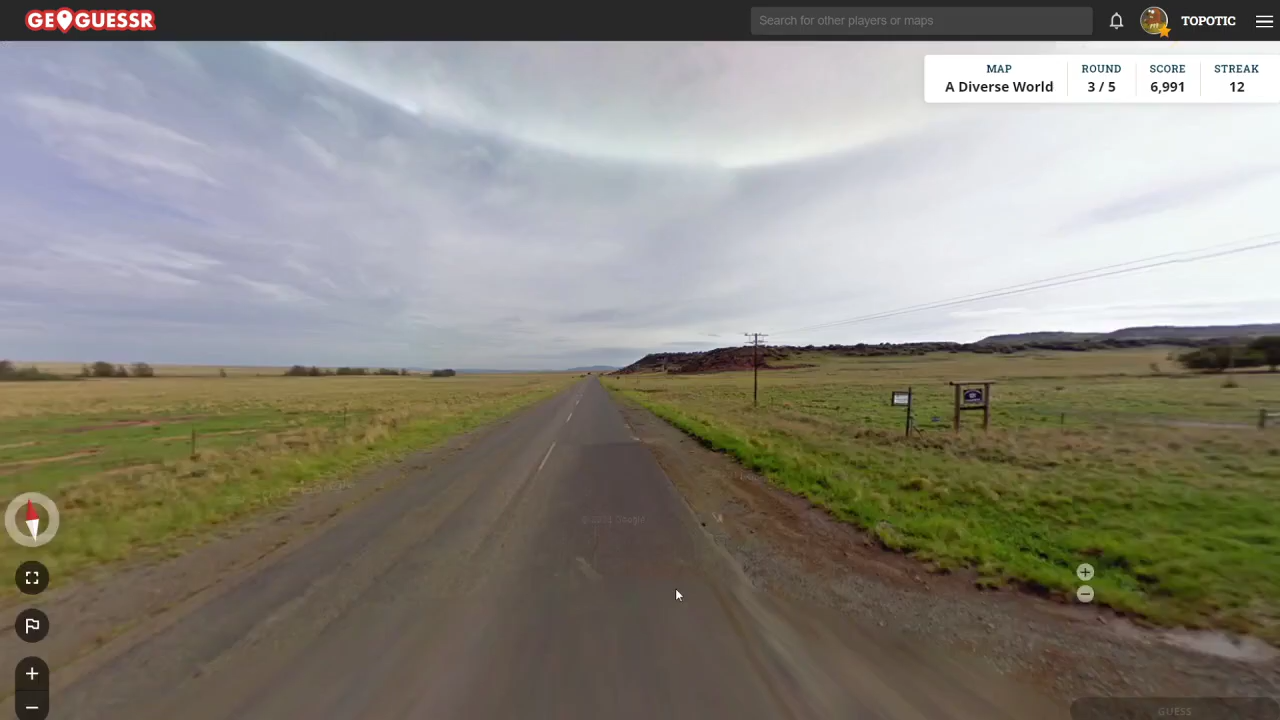 GEOGUESSR
Search for other players or maps
TOPOTIC
MAP
A Diverse World
ROUND
3 / 5
SCORE
6,991
STREAK
12
GUESS